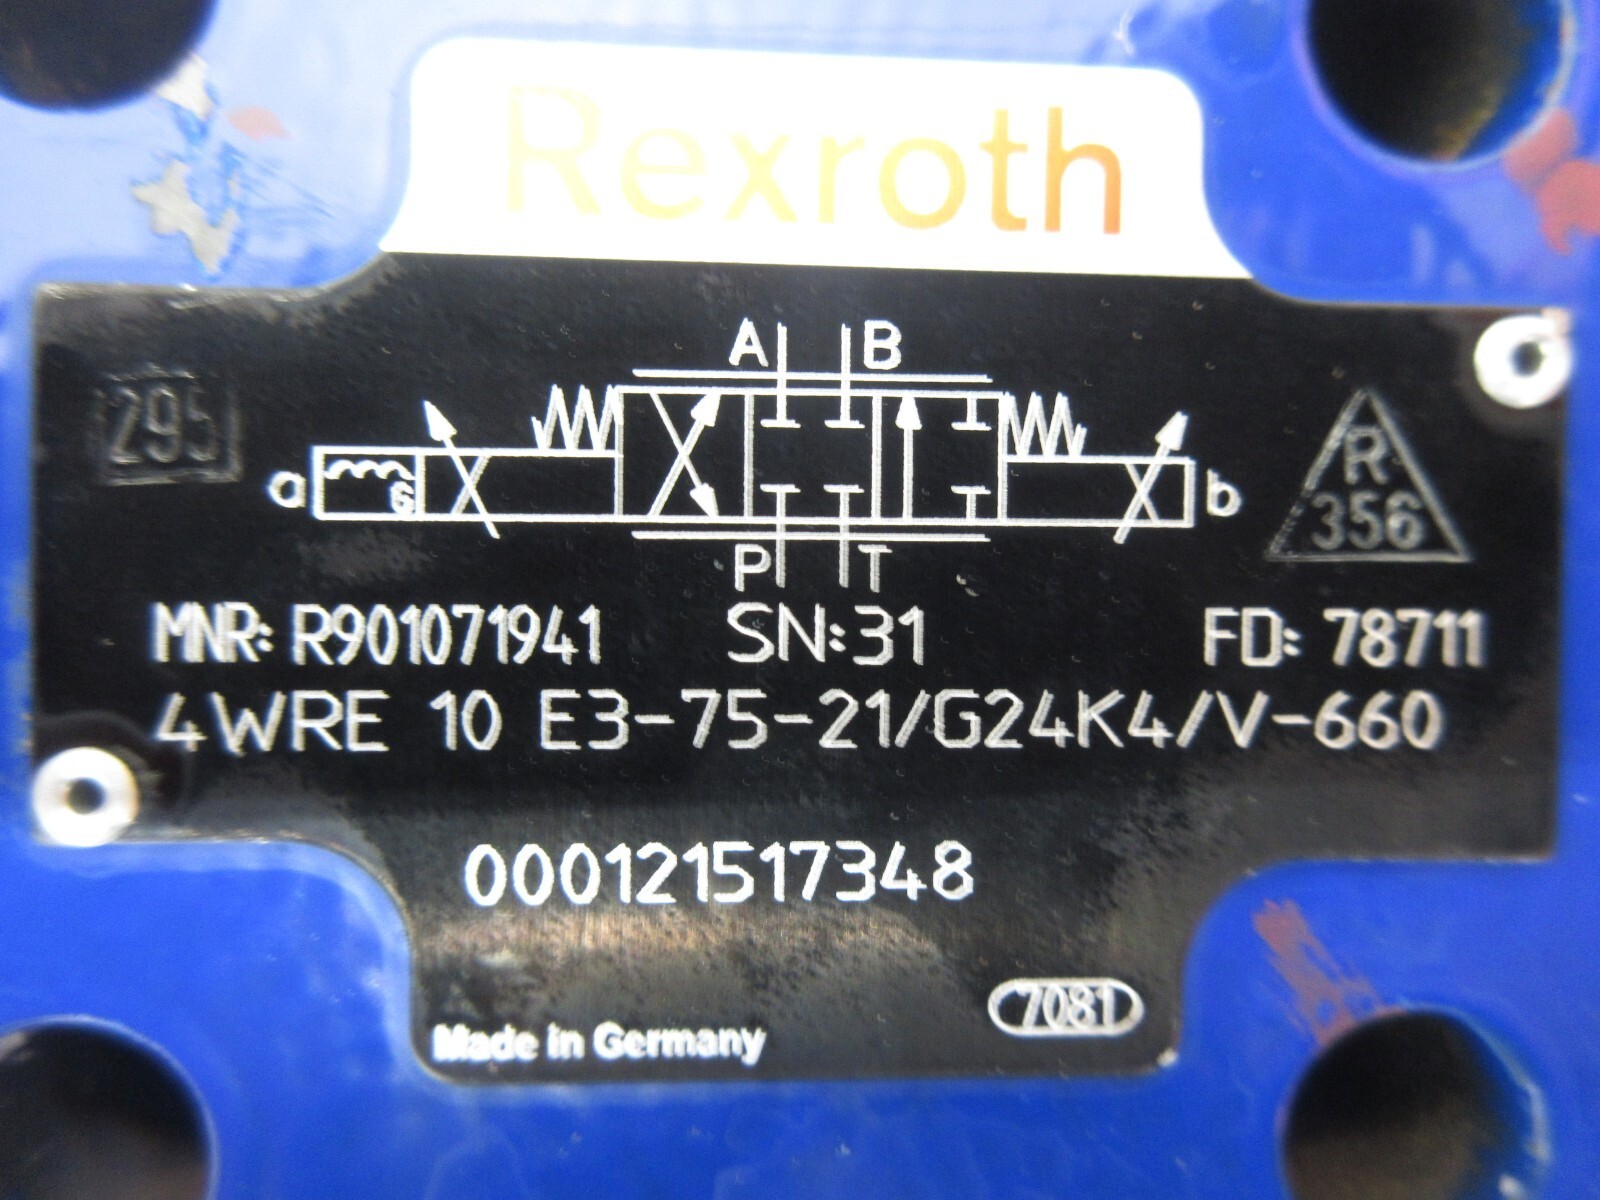 Rexroth
A B
295
a G b
R
356
P T
MNR: R901071941 SN:31 FD: 78711
4WRE 10 E3-75-21/G24K4/V-660
000121517348
7081
Made in Germany